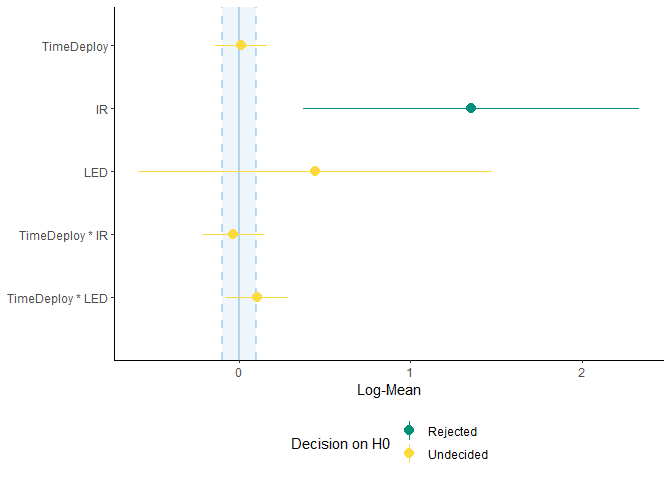 TimeDeploy
IR
LED
TimeDeploy * IR
TimeDeploy * LED
0 1 2
Log-Mean
Decision on H0
Rejected
Undecided